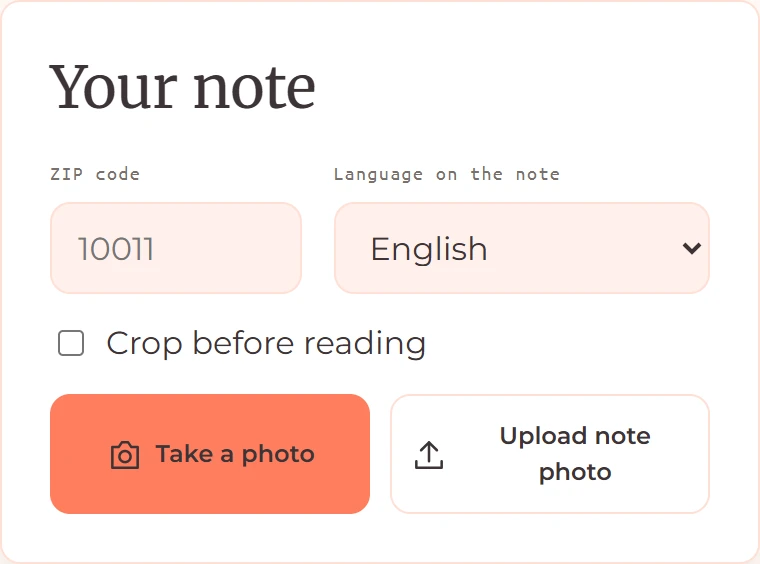 Your note
ZIP code
Language on the note
10011
English
Crop before reading
Take a photo
Upload note
photo